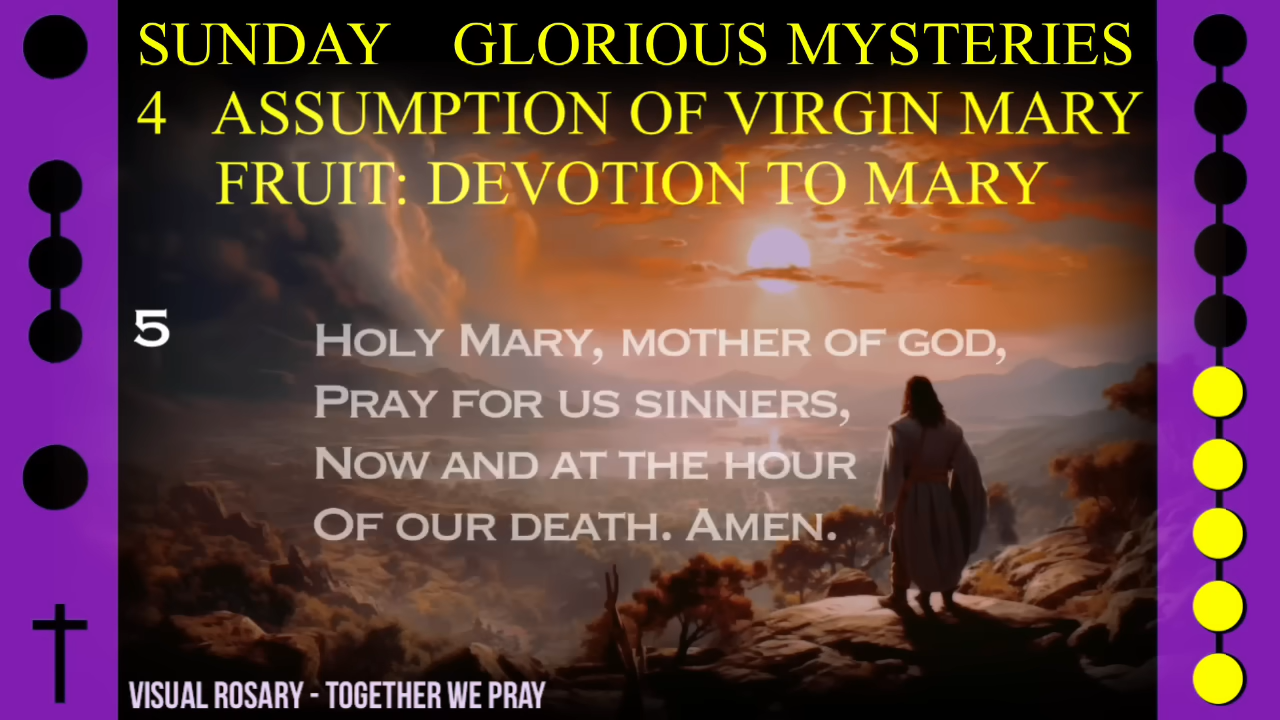 SUNDAY GLORIOUS MYSTERIES
4 ASSUMPTION OF VIRGIN MARY
FRUIT: DEVOTION TO MARY
5
HOLY MARY, MOTHER OF GOD,
PRAY FOR US SINNERS,
NOW AND AT THE HOUR
OF OUR DEATH. AMEN.
VISUAL ROSARY - TOGETHER WE PRAY